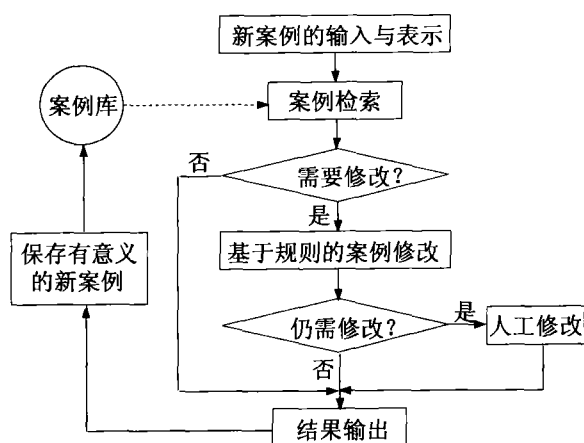 新案例的输入与表示
案例库
案例检索
否
需要修改?
是
保存有意义
的新案例
基于规则的案例修改
仍需修改?
是
人工修改
否
结果输出